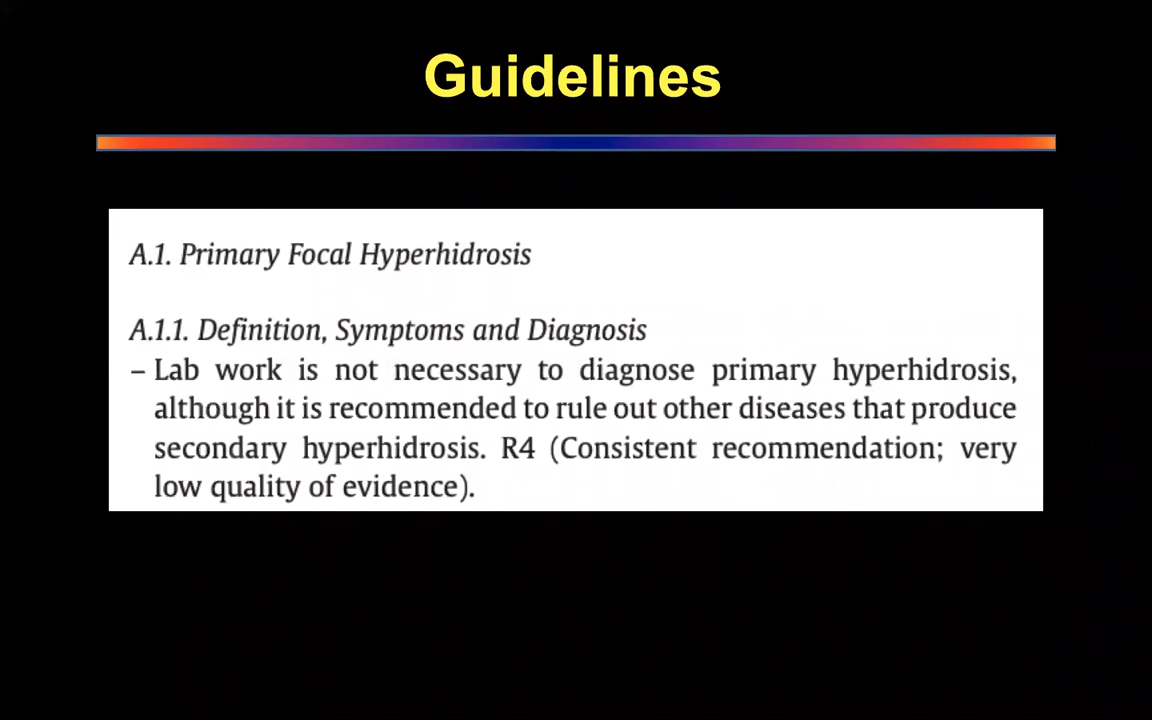 Guidelines
A.1. Primary Focal Hyperhidrosis
A.1.1. Definition, Symptoms and Diagnosis
– Lab work is not necessary to diagnose primary hyperhidrosis,
although it is recommended to rule out other diseases that produce
secondary hyperhidrosis. R4 (Consistent recommendation; very
low quality of evidence).